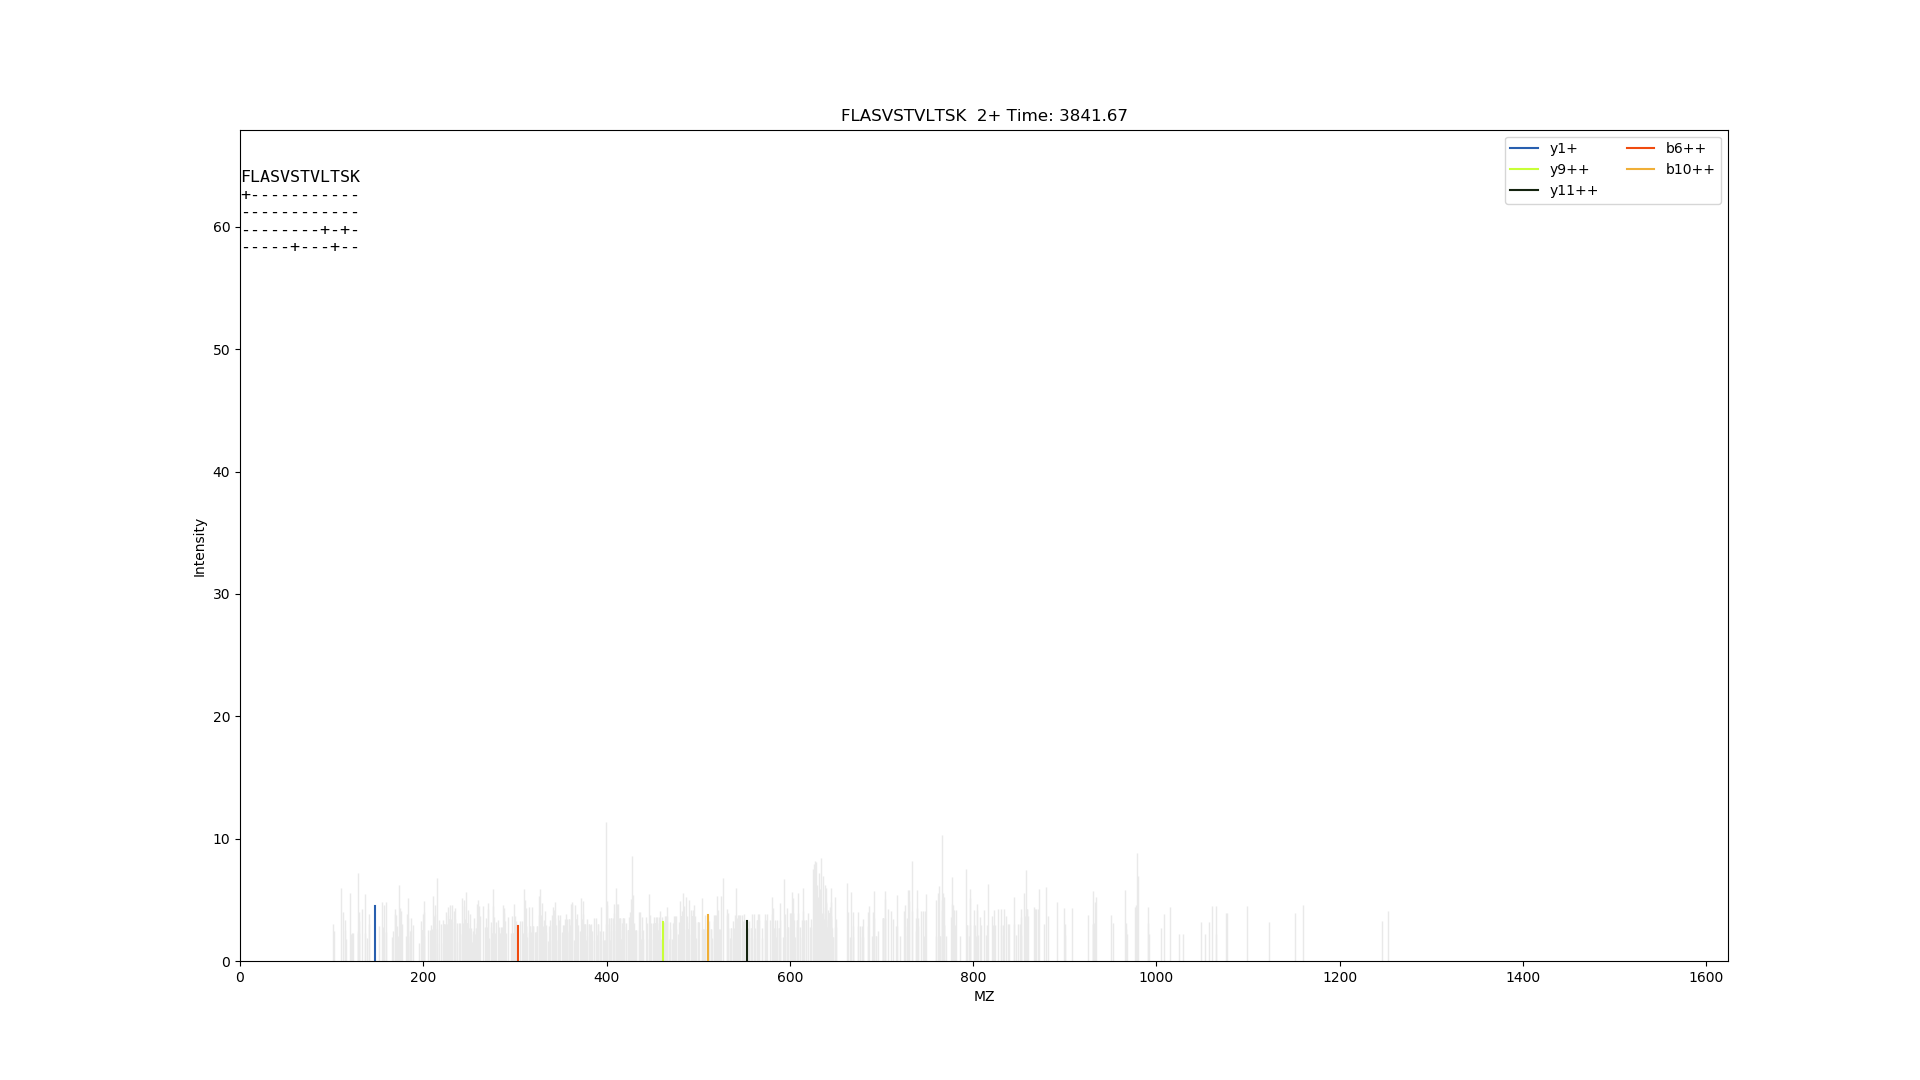 FLASVSTVLTSK  2+ Time: 3841.67
y1+
y9++
y11++
b6++
b10++
FLASVSTVLTSK
+-----------
------------
--------+-+-
-----+---+--
60
50
40
30
20
10
0
Intensity
0 200 400 600 800 1000 1200 1400 1600
MZ